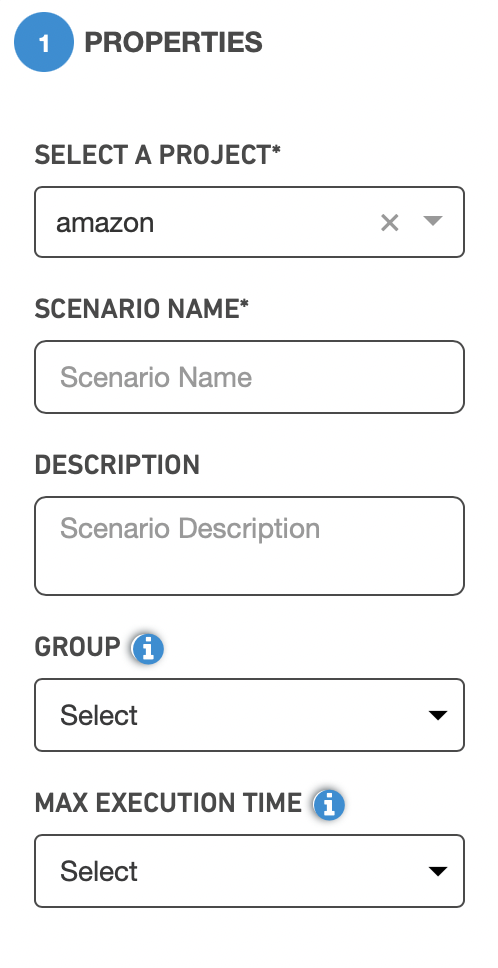 1 PROPERTIES
SELECT A PROJECT*
amazon
SCENARIO NAME*
Scenario Name
DESCRIPTION
Scenario Description
GROUP
Select
MAX EXECUTION TIME
Select